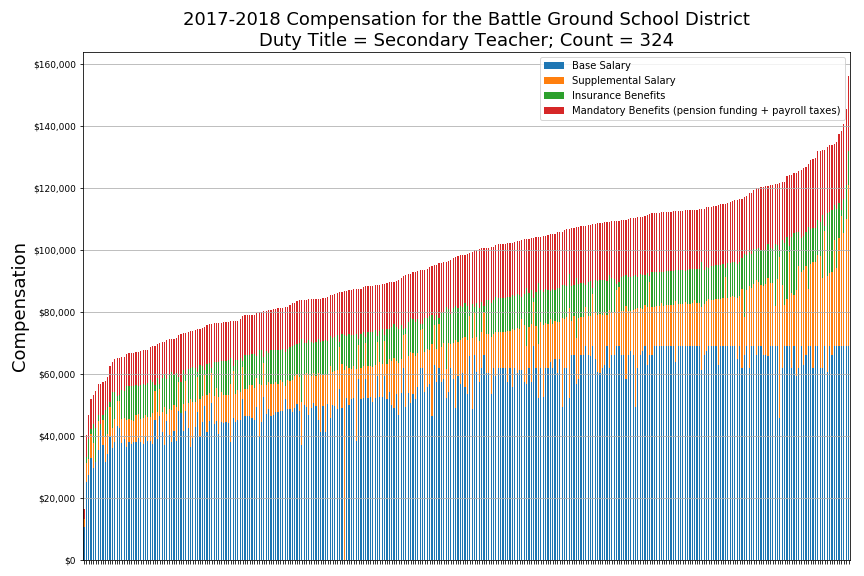 2017-2018 Compensation for the Battle Ground School District
Duty Title = Secondary Teacher; Count = 324
Base Salary
Supplemental Salary
Insurance Benefits
Mandatory Benefits (pension funding + payroll taxes)
Compensation
$160,000
$140,000
$120,000
$100,000
$80,000
$60,000
$40,000
$20,000
$0